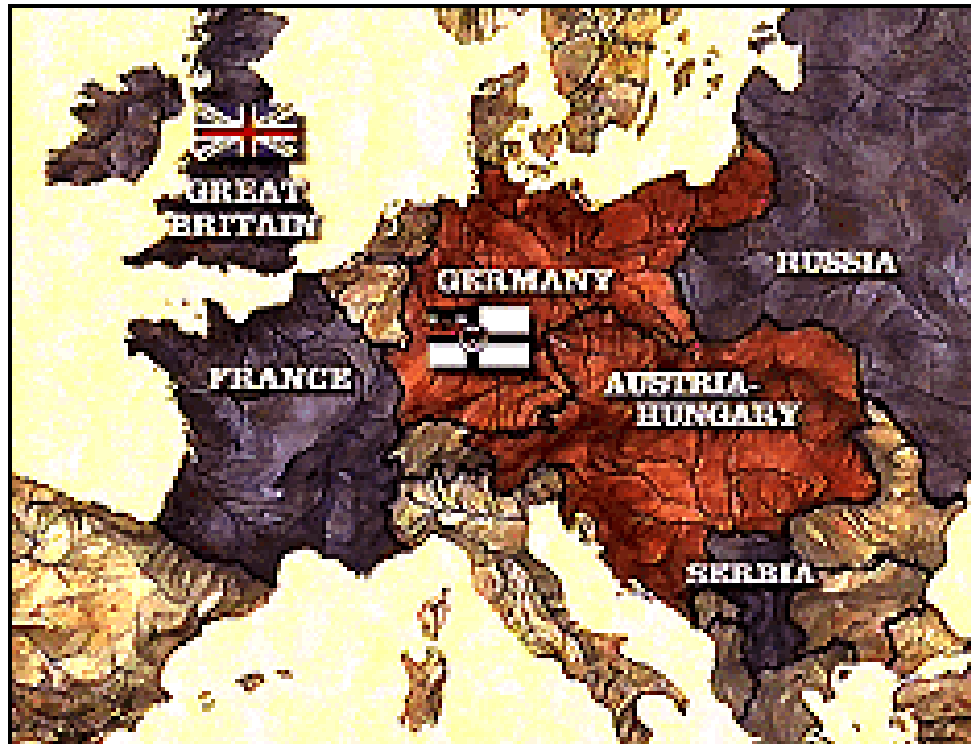 GREAT
BRITAIN
GERMANY
RUSSIA
FRANCE
AUSTRIA-
HUNGARY
SERBIA